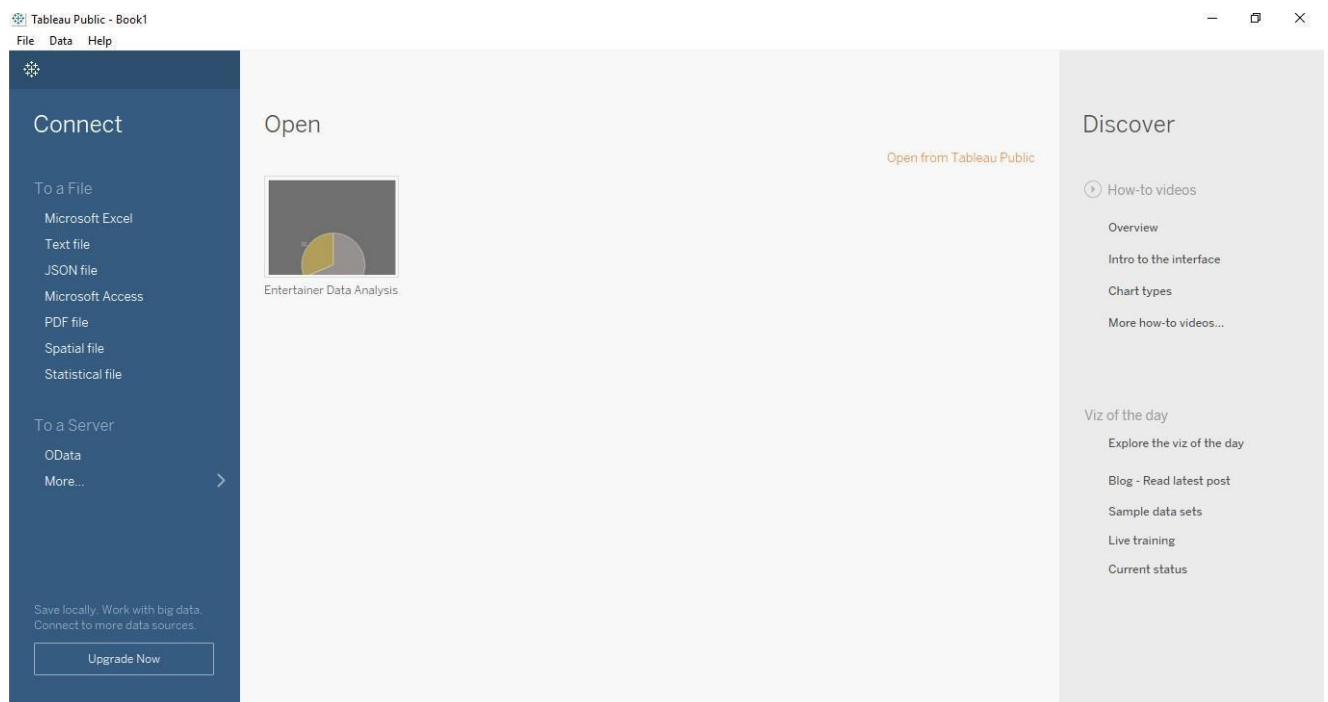 Tableau Public - Book1
File Data Help
Connect
To a File
Microsoft Excel
Text file
JSON file
Microsoft Access
PDF file
Spatial file
Statistical file
To a Server
OData
More...
Save locally. Work with big data.
Connect to more data sources.
Upgrade Now
Open
Open from Tableau Public
Entertainer Data Analysis
Discover
How-to videos
Overview
Intro to the interface
Chart types
More how-to videos...
Viz of the day
Explore the viz of the day
Blog - Read latest post
Sample data sets
Live training
Current status